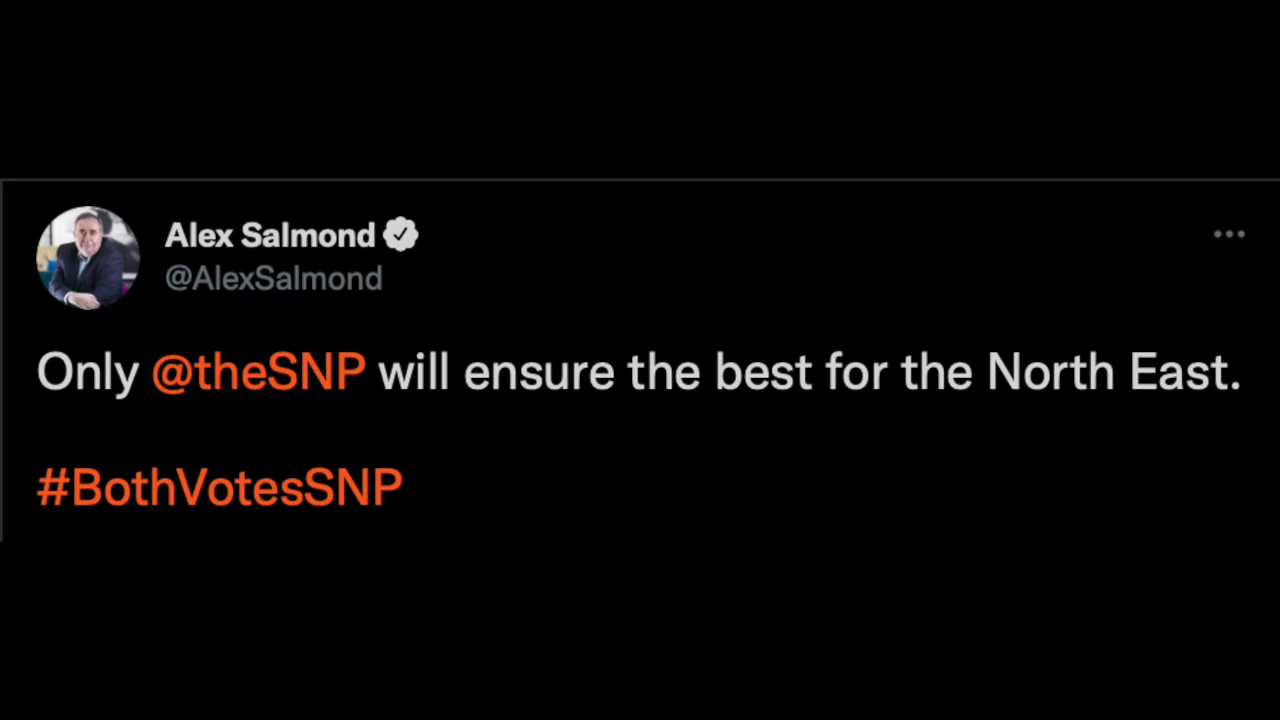 Alex Salmond
@AlexSalmond
Only @theSNP will ensure the best for the North East.
#BothVotesSNP